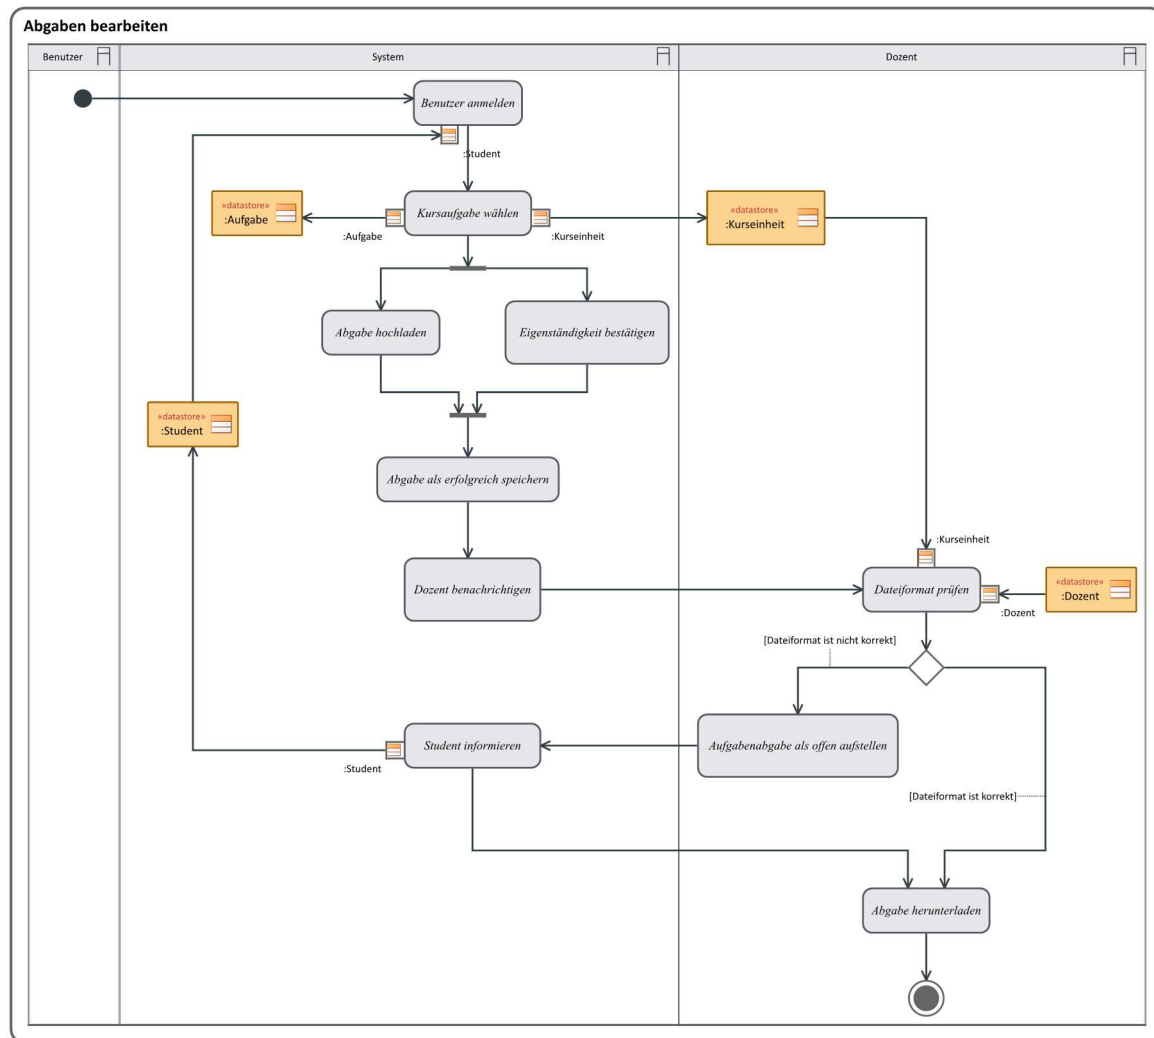 Abgaben bearbeiten
Benutzer
System
Dozent
Benutzer anmelden
:Student
«datastore»
:Aufgabe
:Aufgabe
Kursaufgabe wählen
:Kurseinheit
«datastore»
:Kurseinheit
Abgabe hochladen
Eigenständigkeit bestätigen
«datastore»
:Student
Abgabe als erfolgreich speichern
:Kurseinheit
Dozent benachrichtigen
Dateiformat prüfen
:Dozent
«datastore»
:Dozent
[Dateiformat ist nicht korrekt]
Student informieren
:Student
Aufgabenabgabe als offen aufstellen
[Dateiformat ist korrekt]
Abgabe herunterladen